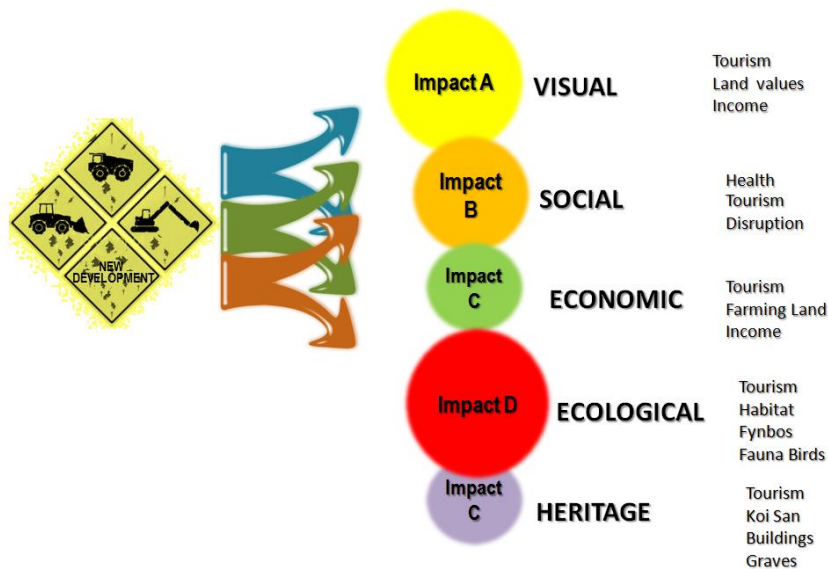 NEW
DEVELOPMENT
Impact A
VISUAL
Tourism
Land values
Income
Impact
B
SOCIAL
Health
Tourism
Disruption
Impact
C
ECONOMIC
Tourism
Farming Land
Income
Impact D
ECOLOGICAL
Tourism
Habitat
Fynbos
Fauna Birds
Impact
C
HERITAGE
Tourism
Koi San
Buildings
Graves